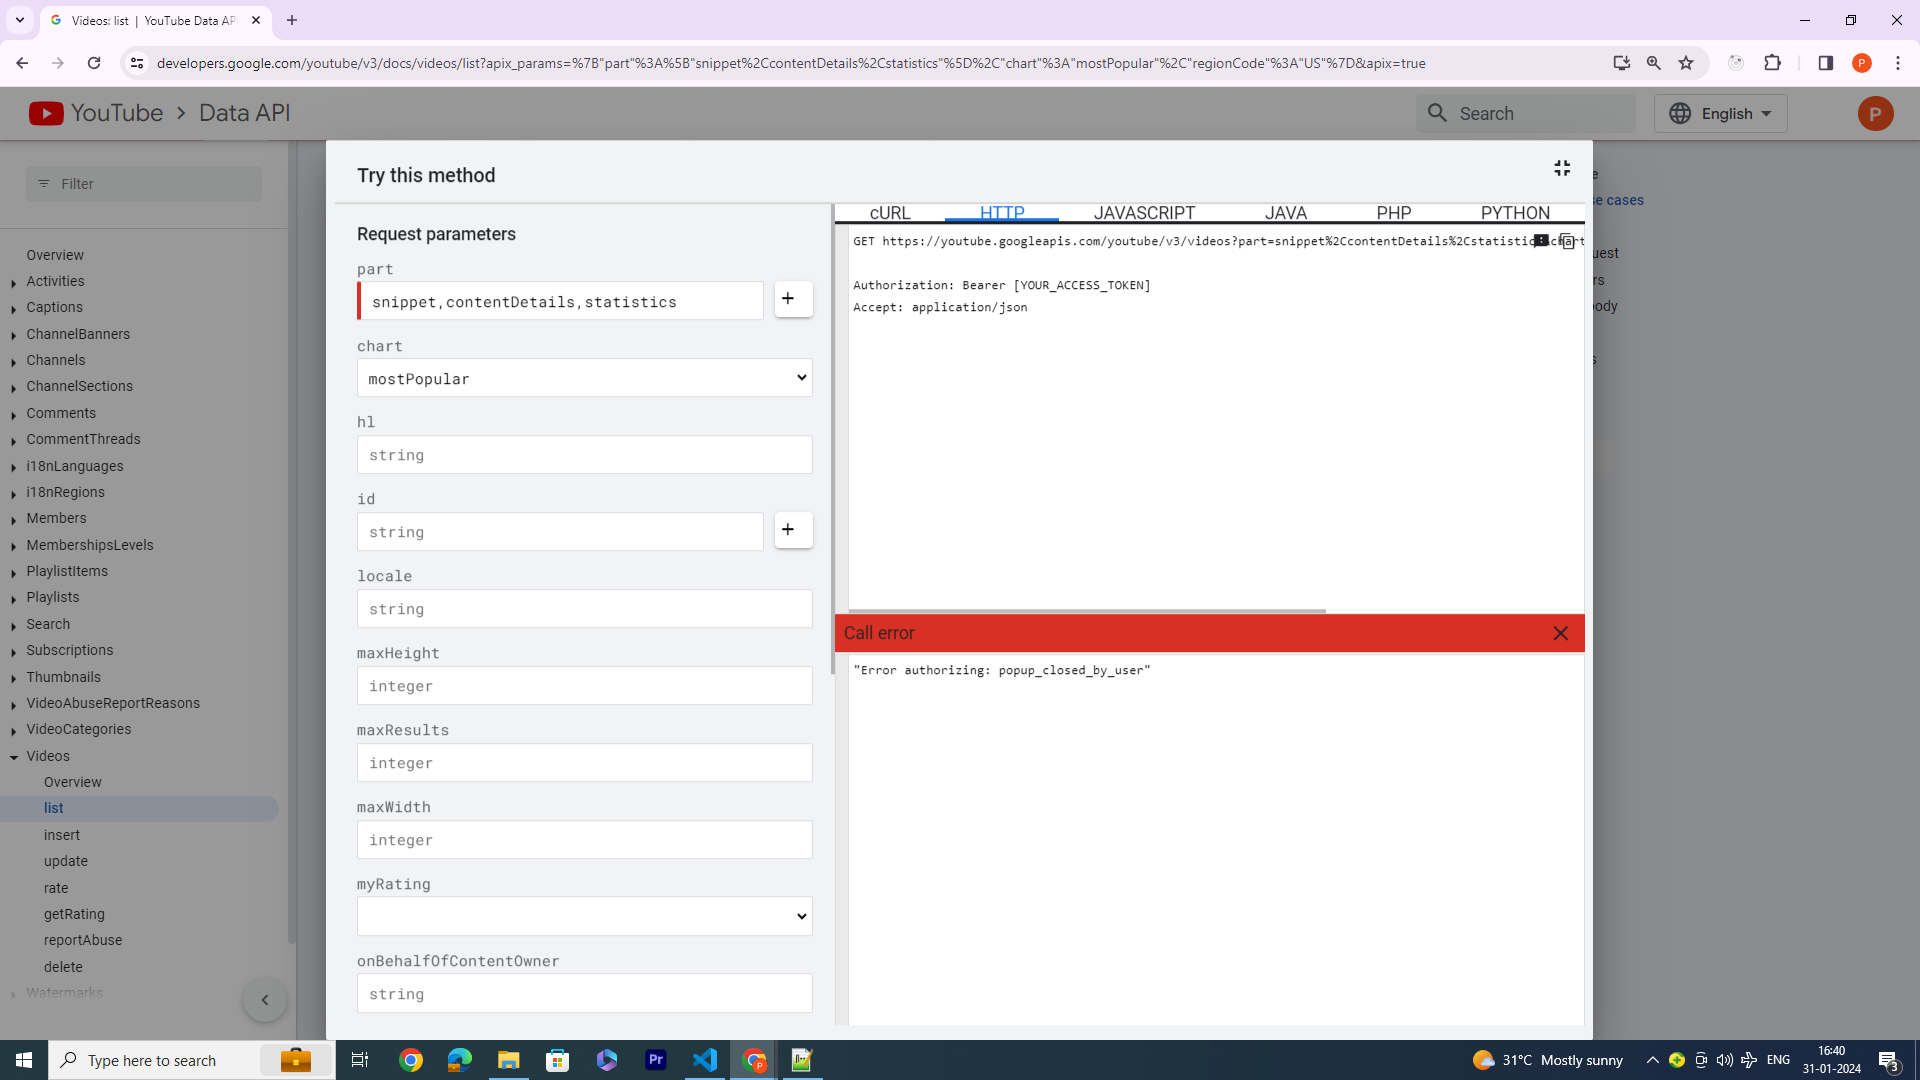 Videos: list | YouTube Data AP
developers.google.com/youtube/v3/docs/videos/list?apix_params=%7B"part"%3A%5B"snippet%2CcontentDetails%2Cstatistics"%5D%2C"chart"%3A"mostPopular"%2C"regionCode"%3A"US"%7D&apix=true
P
YouTube > Data API
Search
English
P
Filter
Overview
Activities
Captions
ChannelBanners
Channels
ChannelSections
Comments
CommentThreads
i18nLanguages
i18nRegions
Members
MembershipsLevels
PlaylistItems
Playlists
Search
Subscriptions
Thumbnails
VideoAbuseReportReasons
VideoCategories
Videos
Overview
list
insert
update
rate
getRating
reportAbuse
delete
Watermarks
Try this method
Request parameters
part
snippet,contentDetails,statistics
+
chart
mostPopular
hl
string
id
string
+
locale
string
maxHeight
integer
maxResults
integer
maxWidth
integer
myRating
onBehalfOfContentOwner
string
cURL
HTTP
JAVASCRIPT
JAVA
PHP
PYTHON
GET https://youtube.googleapis.com/youtube/v3/videos?part=snippet%2CcontentDetails%2Cstatistic
chart
Authorization: Bearer [YOUR_ACCESS_TOKEN]
Accept: application/json
Call error
"Error authorizing: popup_closed_by_user"
e
se cases
uest
rs
ody
s
Type here to search
Pr
P
31°C Mostly sunny
ENG
16:40
31-01-2024
3